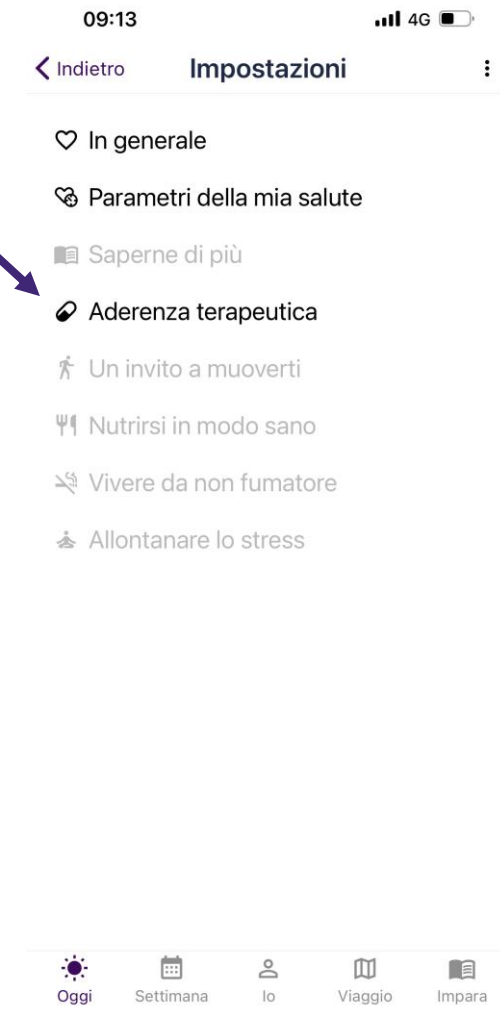 09:13 4G
Indietro Impostazioni
In generale
Parametri della mia salute
Saperne di più
Aderenza terapeutica
Un invito a muoverti
Nutrirsi in modo sano
Vivere da non fumatore
Allontanare lo stress
Oggi Settimana Io Viaggio Impara